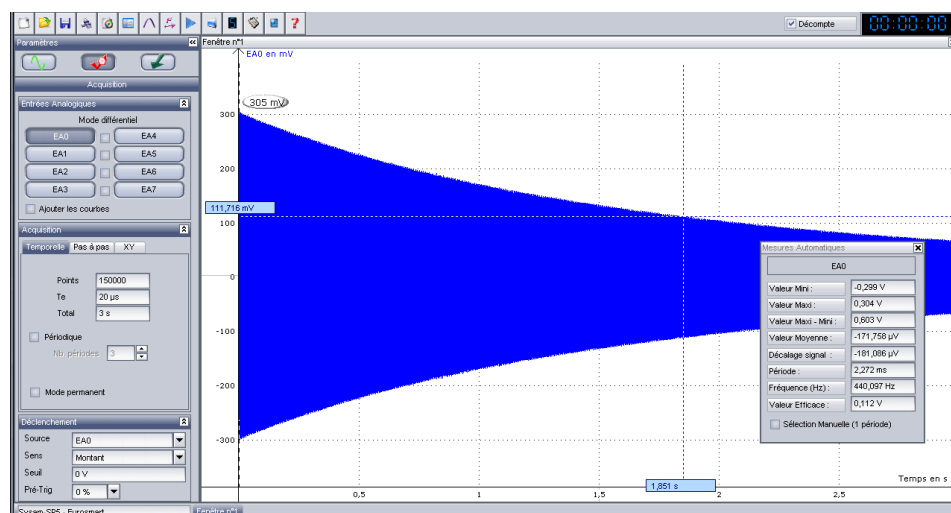 Décompte
00:00:00
Paramètres
Fenêtre n°1
EA0 en mV
Acquisition
Entrées Analogiques
Mode différentiel
EA0
EA4
EA1
EA5
EA2
EA6
EA3
EA7
Ajouter les courbes
Acquisition
Temporelle
Pas à pas
XY
Points
150000
Te
20 µs
Total
3 s
Périodique
Nb. périodes
3
Mode permanent
Déclenchement
Source
EA0
Sens
Montant
Seuil
0 V
Pré-Trig
0 %
Sysam-SP5 - Eurosmart
Fenêtre n°1
305 mV
300
200
111,716 mV
100
0
-100
-200
-300
0,5
1
1,5
1,851 s
2
2,5
Temps en s
Mesures Automatiques
EA0
Valeur Mini :
-0,299 V
Valeur Maxi :
0,304 V
Valeur Maxi - Mini :
0,603 V
Valeur Moyenne :
-171,758 µV
Décalage signal :
-181,086 µV
Période :
2,272 ms
Fréquence (Hz) :
440,097 Hz
Valeur Efficace :
0,112 V
Sélection Manuelle (1 période)